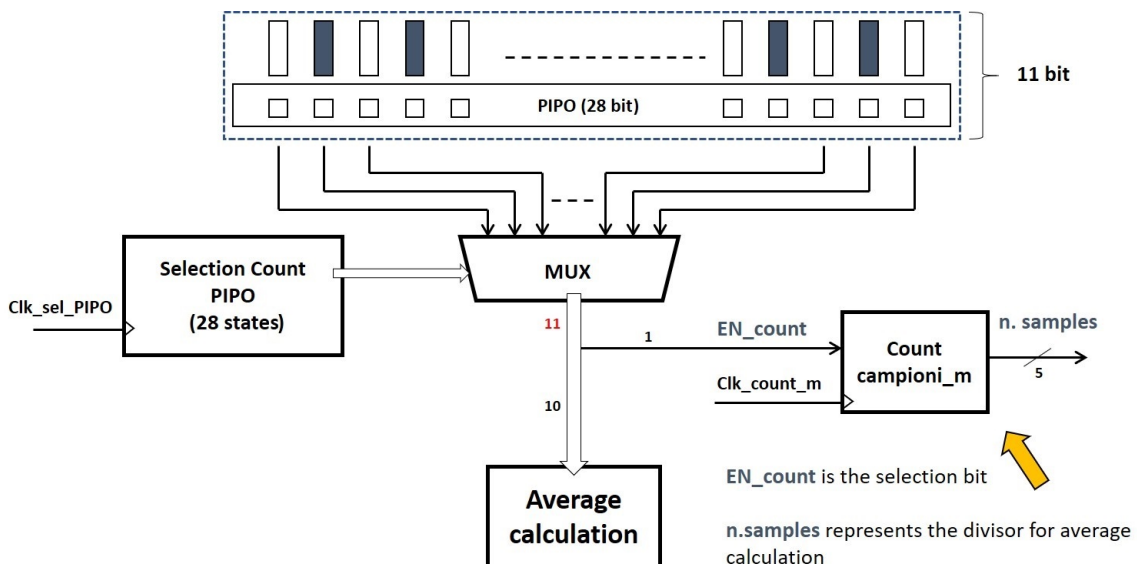 11 bit
PIPO (28 bit)
Selection Count
PIPO
(28 states)
Clk_sel_PIPO
MUX
11
1
EN_count
n. samples
Count
campioni_m
5
Clk_count_m
10
Average
calculation
EN_count is the selection bit
n.samples represents the divisor for average
calculation